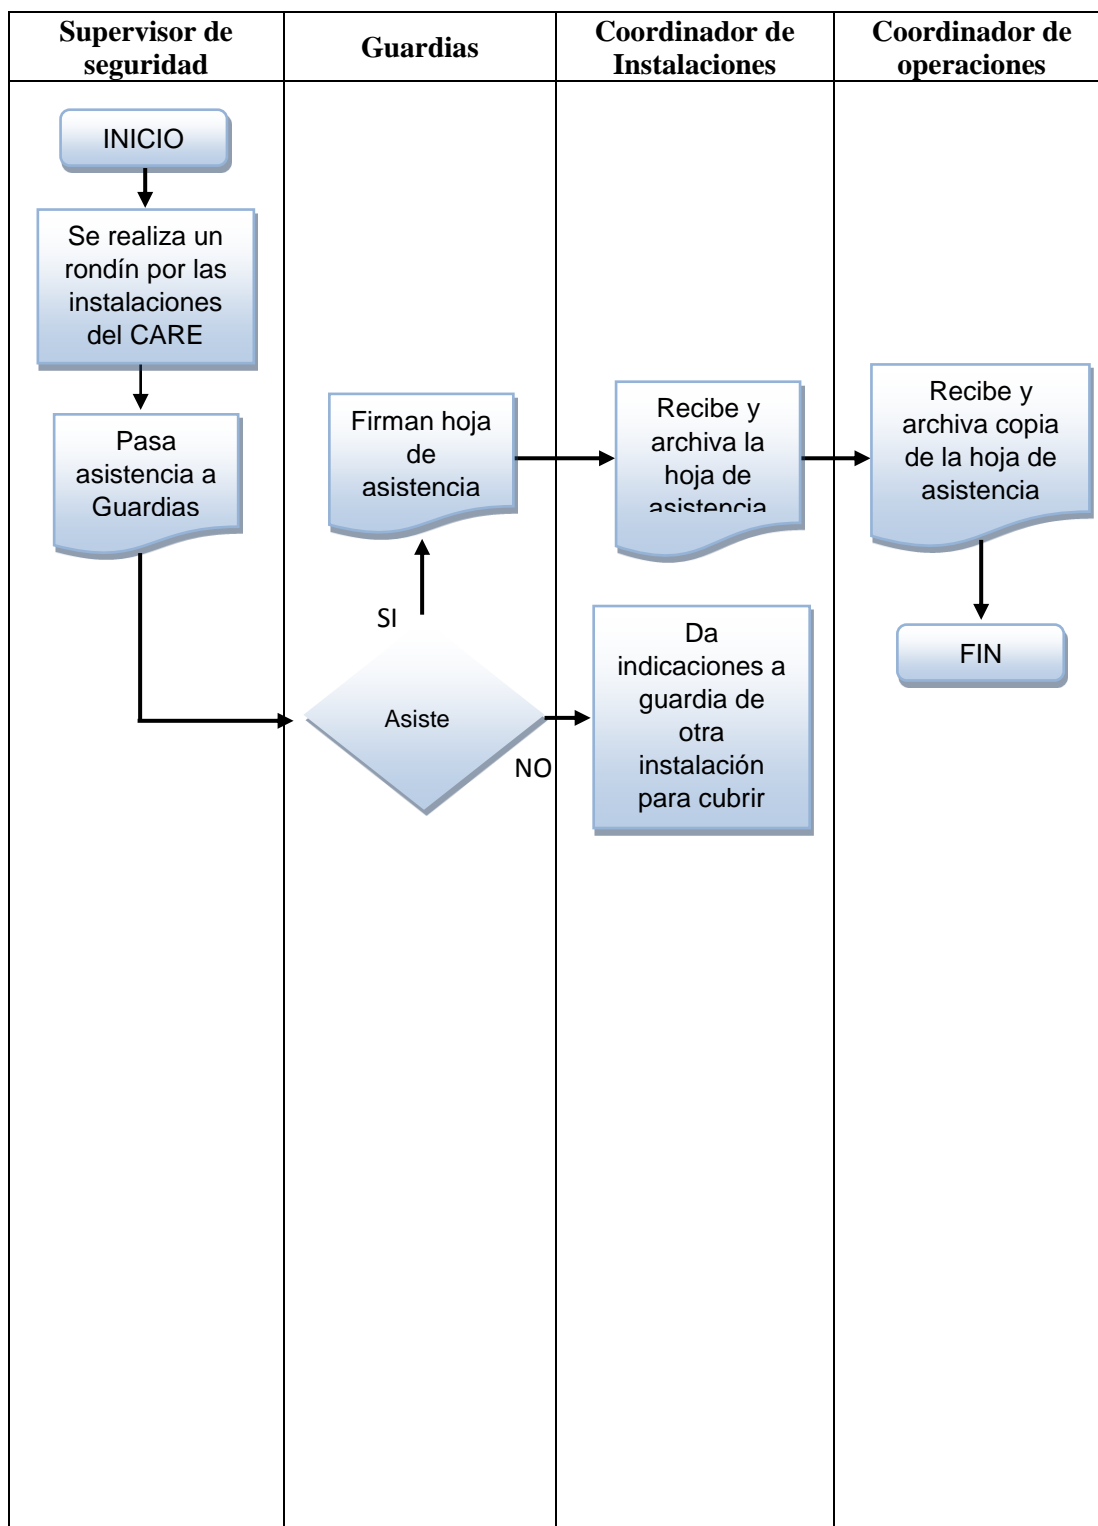 Supervisor de
seguridad
Guardias
Coordinador de
Instalaciones
Coordinador de
operaciones
INICIO
Se realiza un
rondín por las
instalaciones
del CARE
Pasa
asistencia a
Guardias
Firman hoja
de
asistencia
Recibe y
archiva la
hoja de
asistencia
Recibe y
archiva copia
de la hoja de
asistencia
SI
Asiste
NO
Da
indicaciones a
guardia de
otra
instalación
para cubrir
FIN